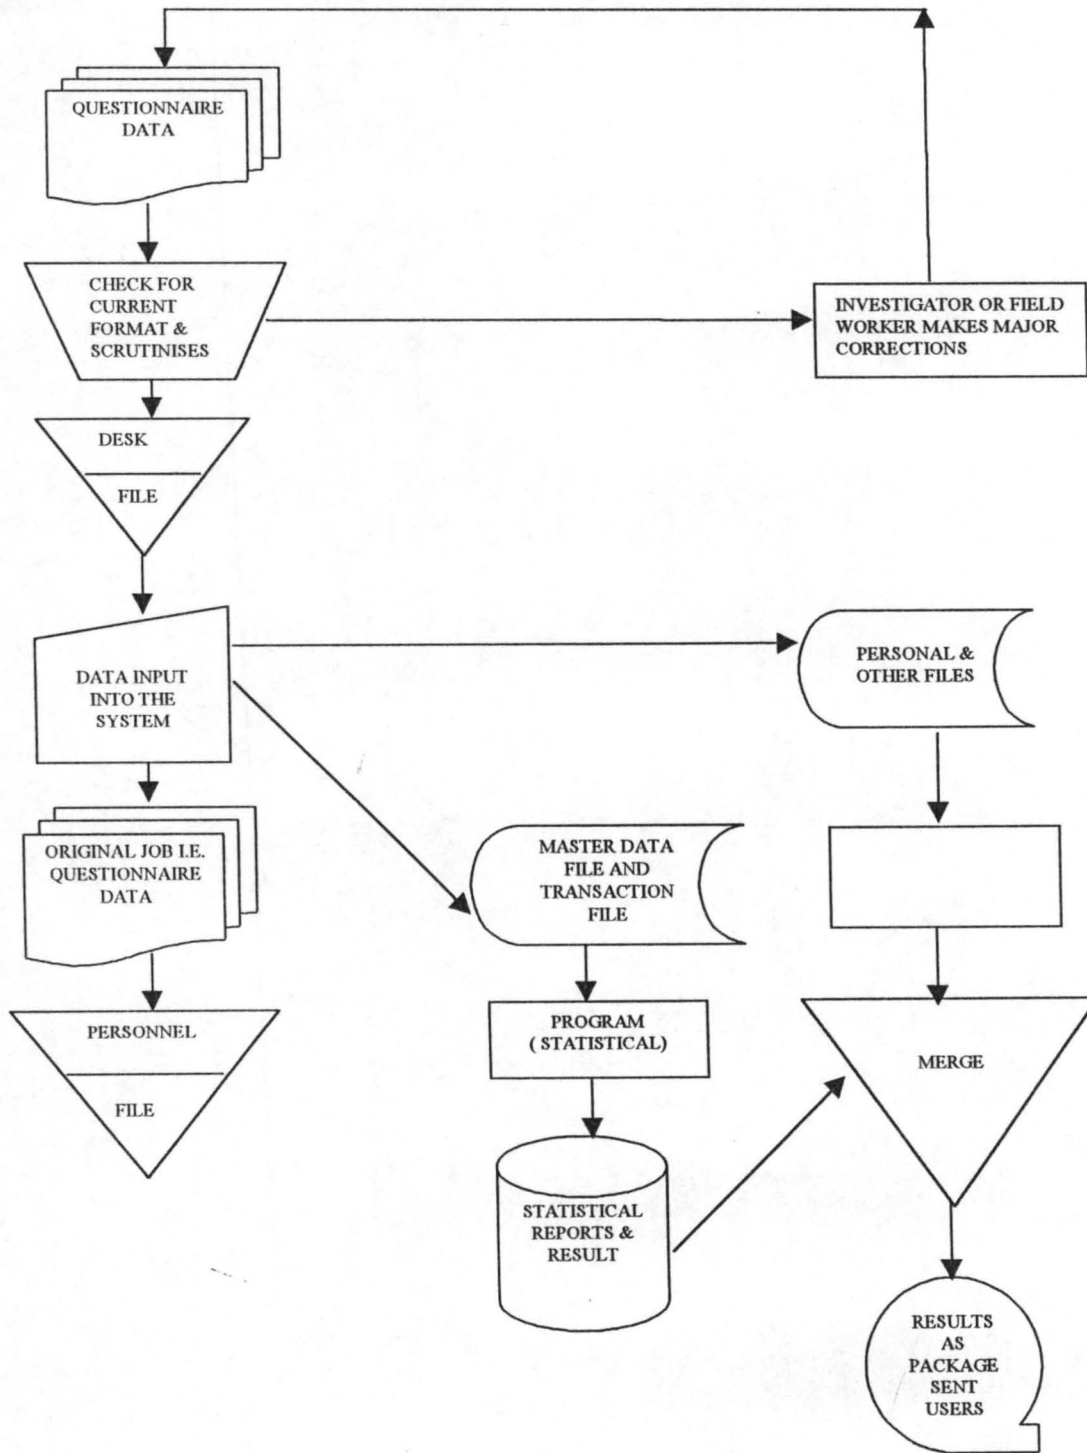 QUESTIONNAIRE
DATA
CHECK FOR
CURRENT
FORMAT &
SCRUTINISES
INVESTIGATOR OR FIELD
WORKER MAKES MAJOR
CORRECTIONS
DESK
FILE
DATA INPUT
INTO THE
SYSTEM
PERSONAL &
OTHER FILES
ORIGINAL JOB I.E.
QUESTIONNAIRE
DATA
MASTER DATA
FILE AND
TRANSACTION
FILE
PERSONNEL
FILE
PROGRAM
( STATISTICAL)
MERGE
STATISTICAL
REPORTS &
RESULT
RESULTS
AS
PACKAGE
SENT
USERS